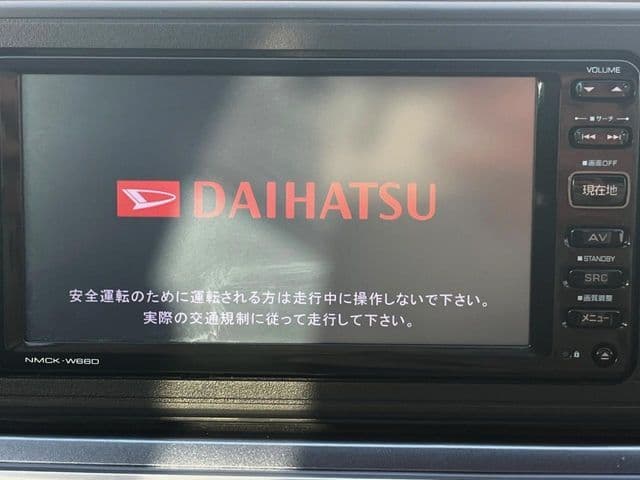 VOLUME
■サーチ
■画面OFF
現在地
AV
■STANDBY
SRC
■画質調整
メニュー
DAIHATSU
安全運転のために運転される方は走行中に操作しないで下さい。
実際の交通規制に従って走行して下さい。
NMCK-W66D